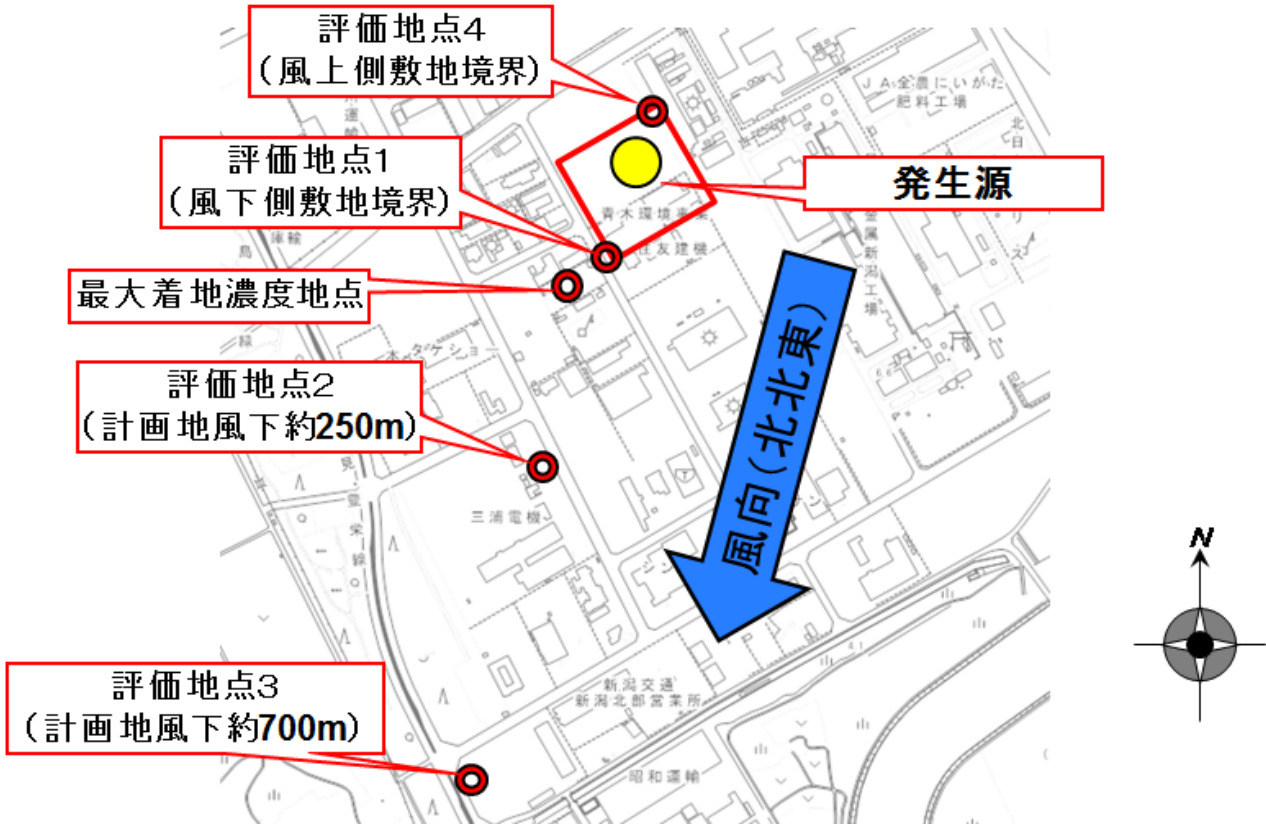 評価地点4
(風上側敷地境界)
JA全農にいがた
肥料工場
評価地点1
(風下側敷地境界)
発生源
青木環境事業
住友建機
庫輸
島
最大着地濃度地点
緑
評価地点2
(計画地風下約250m)
風向(北北東)
三浦電機
N
評価地点3
(計画地風下約700m)
新潟交通
新潟北部営業所
昭和運輸